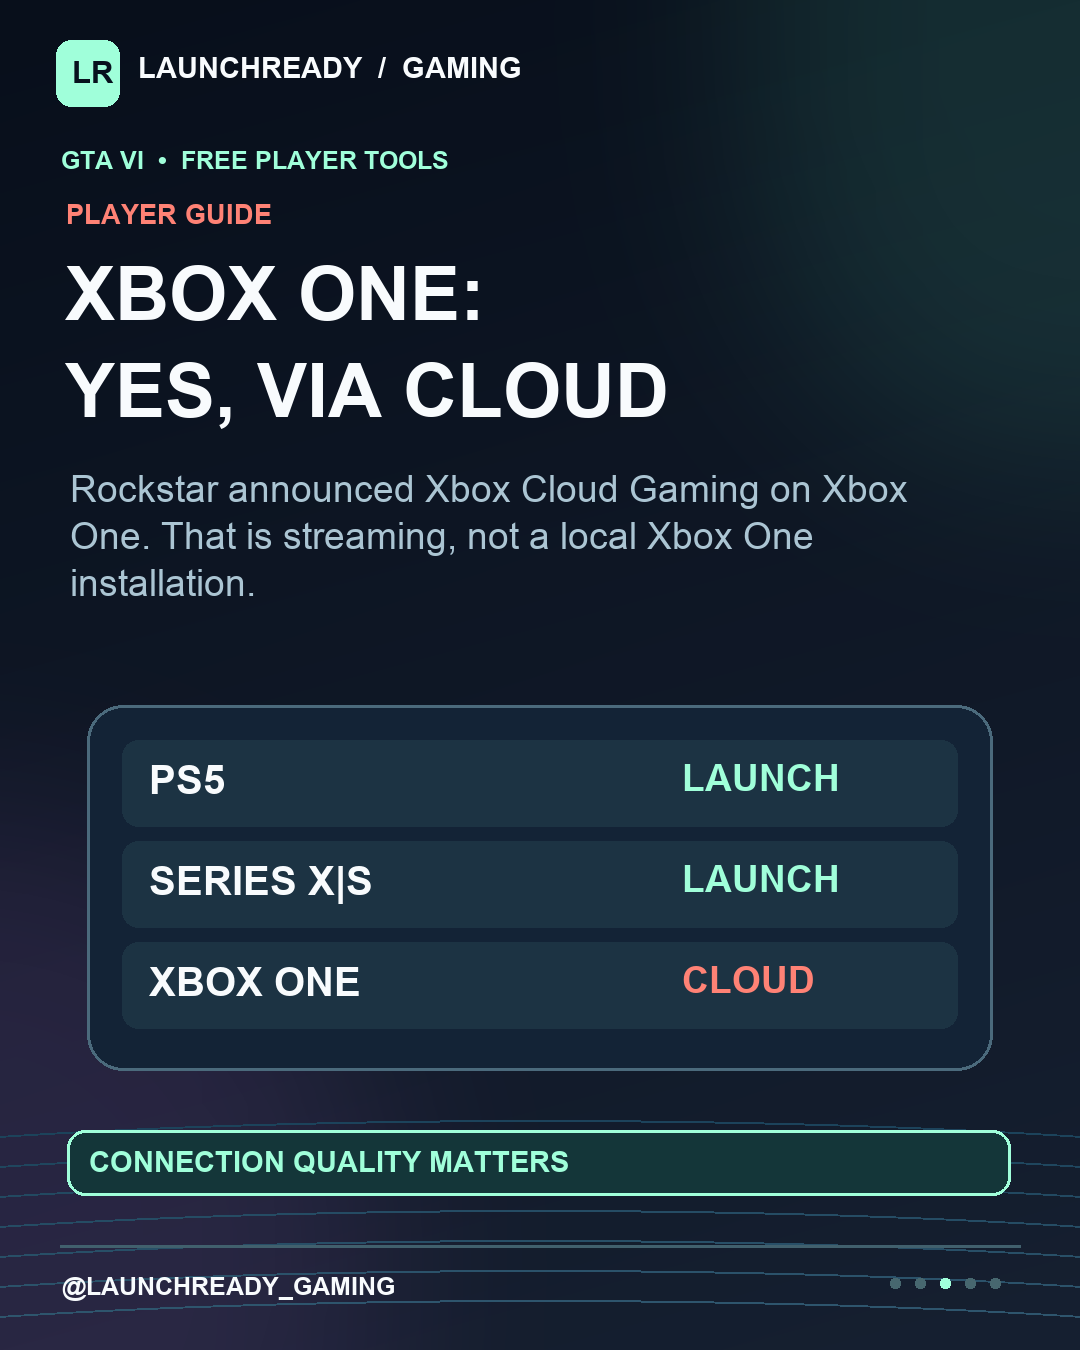 LR LAUNCHREADY / GAMING
GTA VI • FREE PLAYER TOOLS
PLAYER GUIDE
XBOX ONE:
YES, VIA CLOUD
Rockstar announced Xbox Cloud Gaming on Xbox
One. That is streaming, not a local Xbox One
installation.
PS5 LAUNCH
SERIES X|S LAUNCH
XBOX ONE CLOUD
CONNECTION QUALITY MATTERS
@LAUNCHREADY_GAMING